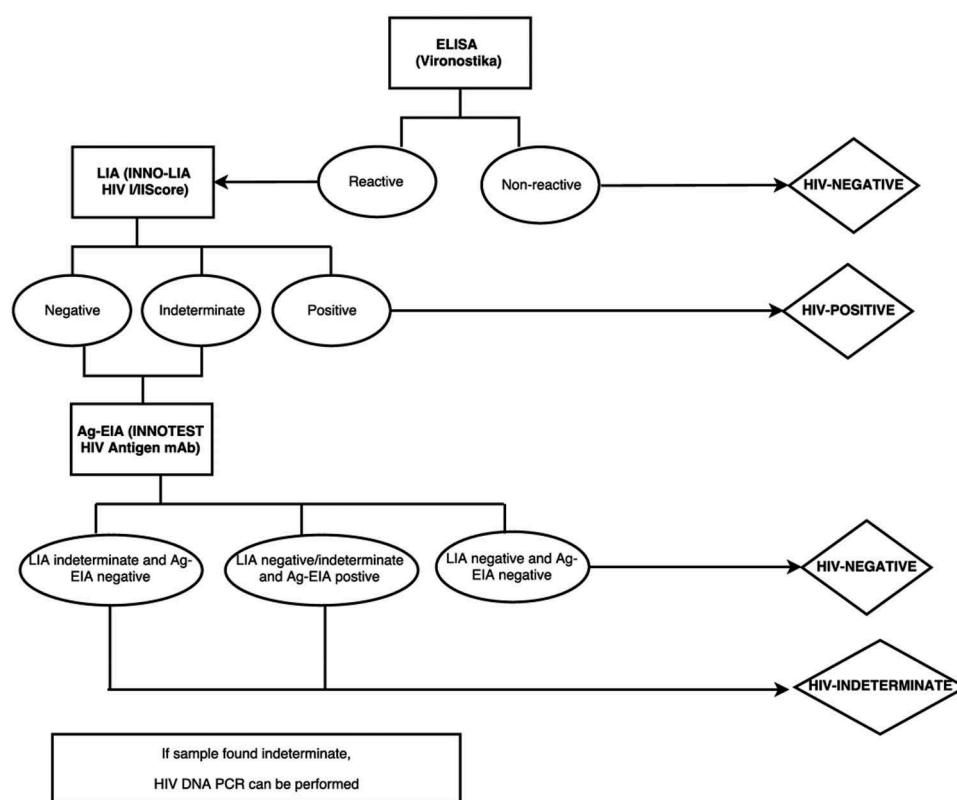 ELISA
(Vironostika)
LIA (INNO-LIA
HIV I/IIScore)
Reactive
Non-reactive
HIV-NEGATIVE
Negative
Indeterminate
Positive
HIV-POSITIVE
Ag-EIA (INNOTEST
HIV Antigen mAb)
LIA indeterminate and Ag-
EIA negative
LIA negative/indeterminate
and Ag-EIA postive
LIA negative and Ag-
EIA negative
HIV-NEGATIVE
HIV-INDETERMINATE
If sample found indeterminate,
HIV DNA PCR can be performed